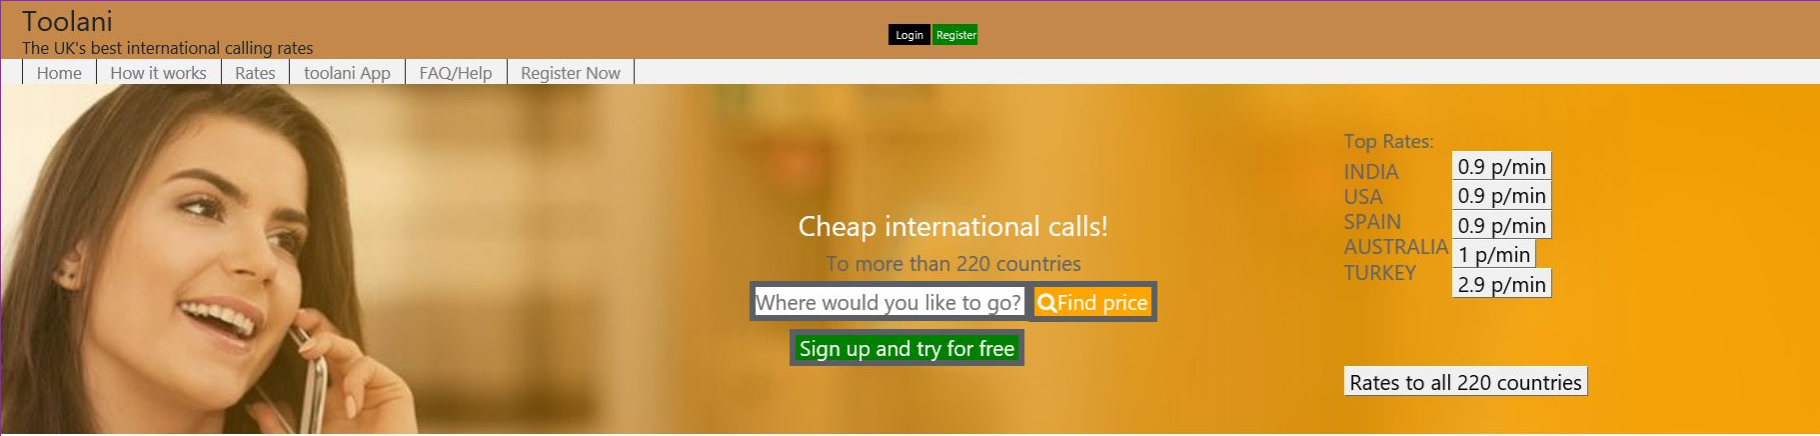 Toolani
The UK's best international calling rates
Login Register
Home How it works Rates toolani App FAQ/Help Register Now
Cheap international calls!
To more than 220 countries
Where would you like to go? Find price
Sign up and try for free
Top Rates:
INDIA 0.9 p/min
USA 0.9 p/min
SPAIN 0.9 p/min
AUSTRALIA 1 p/min
TURKEY 2.9 p/min
Rates to all 220 countries